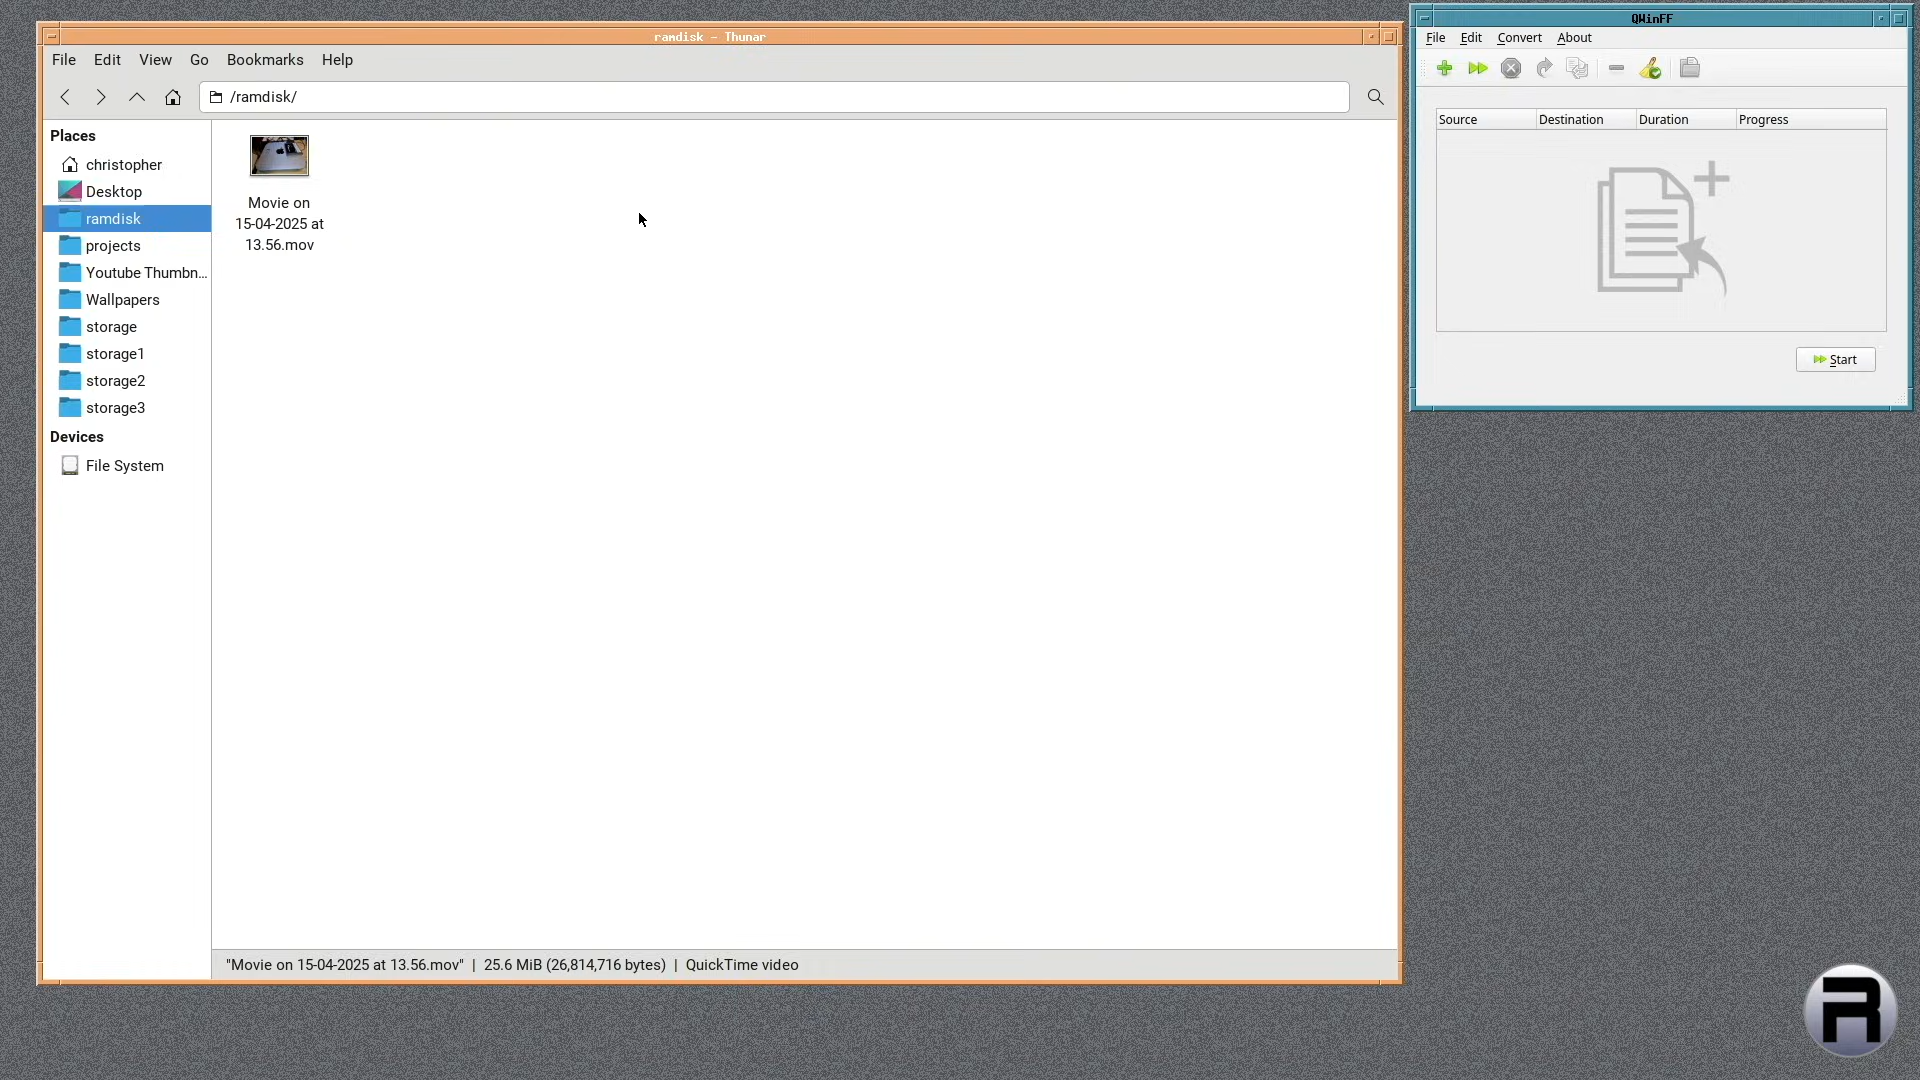 ramdisk - Thunar
File Edit View Go Bookmarks Help
/ramdisk/
Places
christopher
Desktop
ramdisk
projects
Youtube Thumbn...
Wallpapers
storage
storage1
storage2
storage3
Devices
File System
Movie on
15-04-2025 at
13.56.mov
"Movie on 15-04-2025 at 13.56.mov" | 25.6 MiB (26,814,716 bytes) | QuickTime video
QWinFF
File Edit Convert About
Source Destination Duration Progress
Start
R